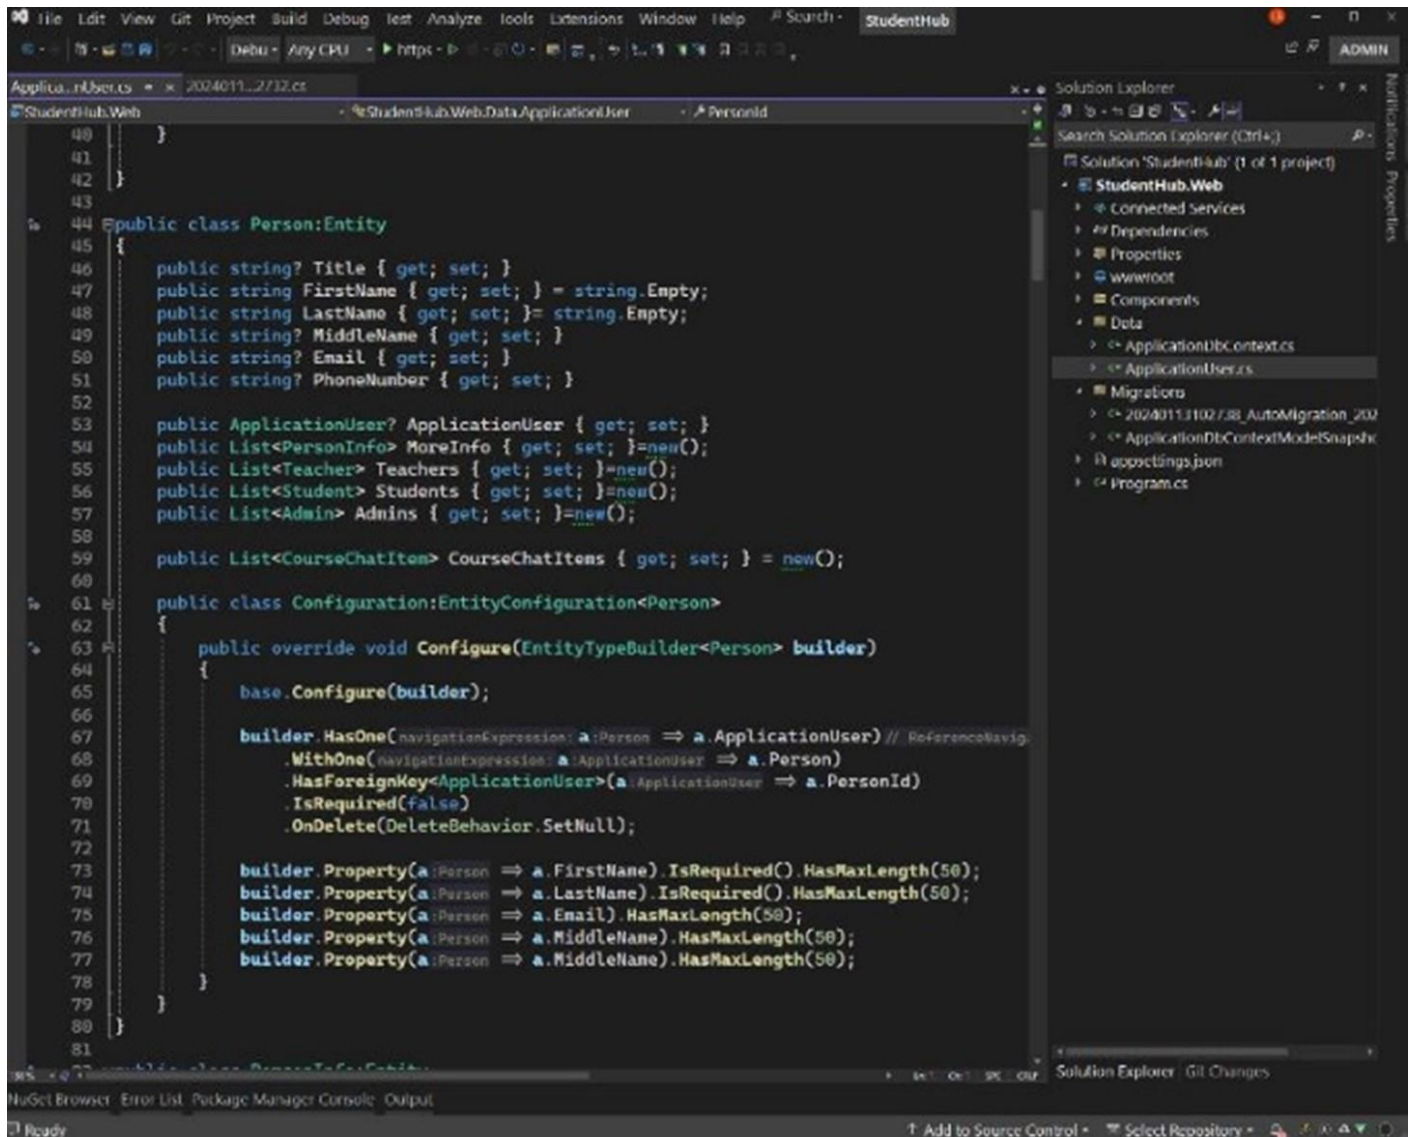 File Edit View Git Project Build Debug Test Analyze Tools Extensions Window Help Search StudentHub
Debu Any CPU https ADMIN
Applica...nUser.cs 2024011...2732.cs
StudentHub.Web StudentHub.Web.Data.ApplicationUser PersonId
40 }
41
42 }
43
44 public class Person:Entity
45 {
46 public string? Title { get; set; }
47 public string FirstName { get; set; } = string.Empty;
48 public string LastName { get; set; }= string.Empty;
49 public string? MiddleName { get; set; }
50 public string? Email { get; set; }
51 public string? PhoneNumber { get; set; }
52
53 public ApplicationUser? ApplicationUser { get; set; }
54 public List<PersonInfo> MoreInfo { get; set; }=new();
55 public List<Teacher> Teachers { get; set; }=new();
56 public List<Student> Students { get; set; }=new();
57 public List<Admin> Admins { get; set; }=new();
58
59 public List<CourseChatItem> CourseChatItems { get; set; } = new();
60
61 public class Configuration:EntityConfiguration<Person>
62 {
63 public override void Configure(EntityTypeBuilder<Person> builder)
64 {
65 base.Configure(builder);
66
67 builder.HasOne(navigationExpression: a:Person ⇒ a.ApplicationUser)// ReferenceNaviga
68 .WithOne(navigationExpression: a:ApplicationUser ⇒ a.Person)
69 .HasForeignKey<ApplicationUser>(a:ApplicationUser ⇒ a.PersonId)
70 .IsRequired(false)
71 .OnDelete(DeleteBehavior.SetNull);
72
73 builder.Property(a:Person ⇒ a.FirstName).IsRequired().HasMaxLength(50);
74 builder.Property(a:Person ⇒ a.LastName).IsRequired().HasMaxLength(50);
75 builder.Property(a:Person ⇒ a.Email).HasMaxLength(50);
76 builder.Property(a:Person ⇒ a.MiddleName).HasMaxLength(50);
77 builder.Property(a:Person ⇒ a.MiddleName).HasMaxLength(50);
78 }
79 }
80 }
81
Solution Explorer
Search Solution Explorer (Ctrl+;)
Solution 'StudentHub' (1 of 1 project)
StudentHub.Web
Connected Services
Dependencies
Properties
wwwroot
Components
Data
ApplicationDbContext.cs
ApplicationUser.cs
Migrations
20240113102738_AutoMigration_202
ApplicationDbContextModelSnapsho
appsettings.json
Program.cs
Solution Explorer Git Changes
Notifications Properties
NuGet Browser Error List Package Manager Console Output
Ready Add to Source Control Select Repository